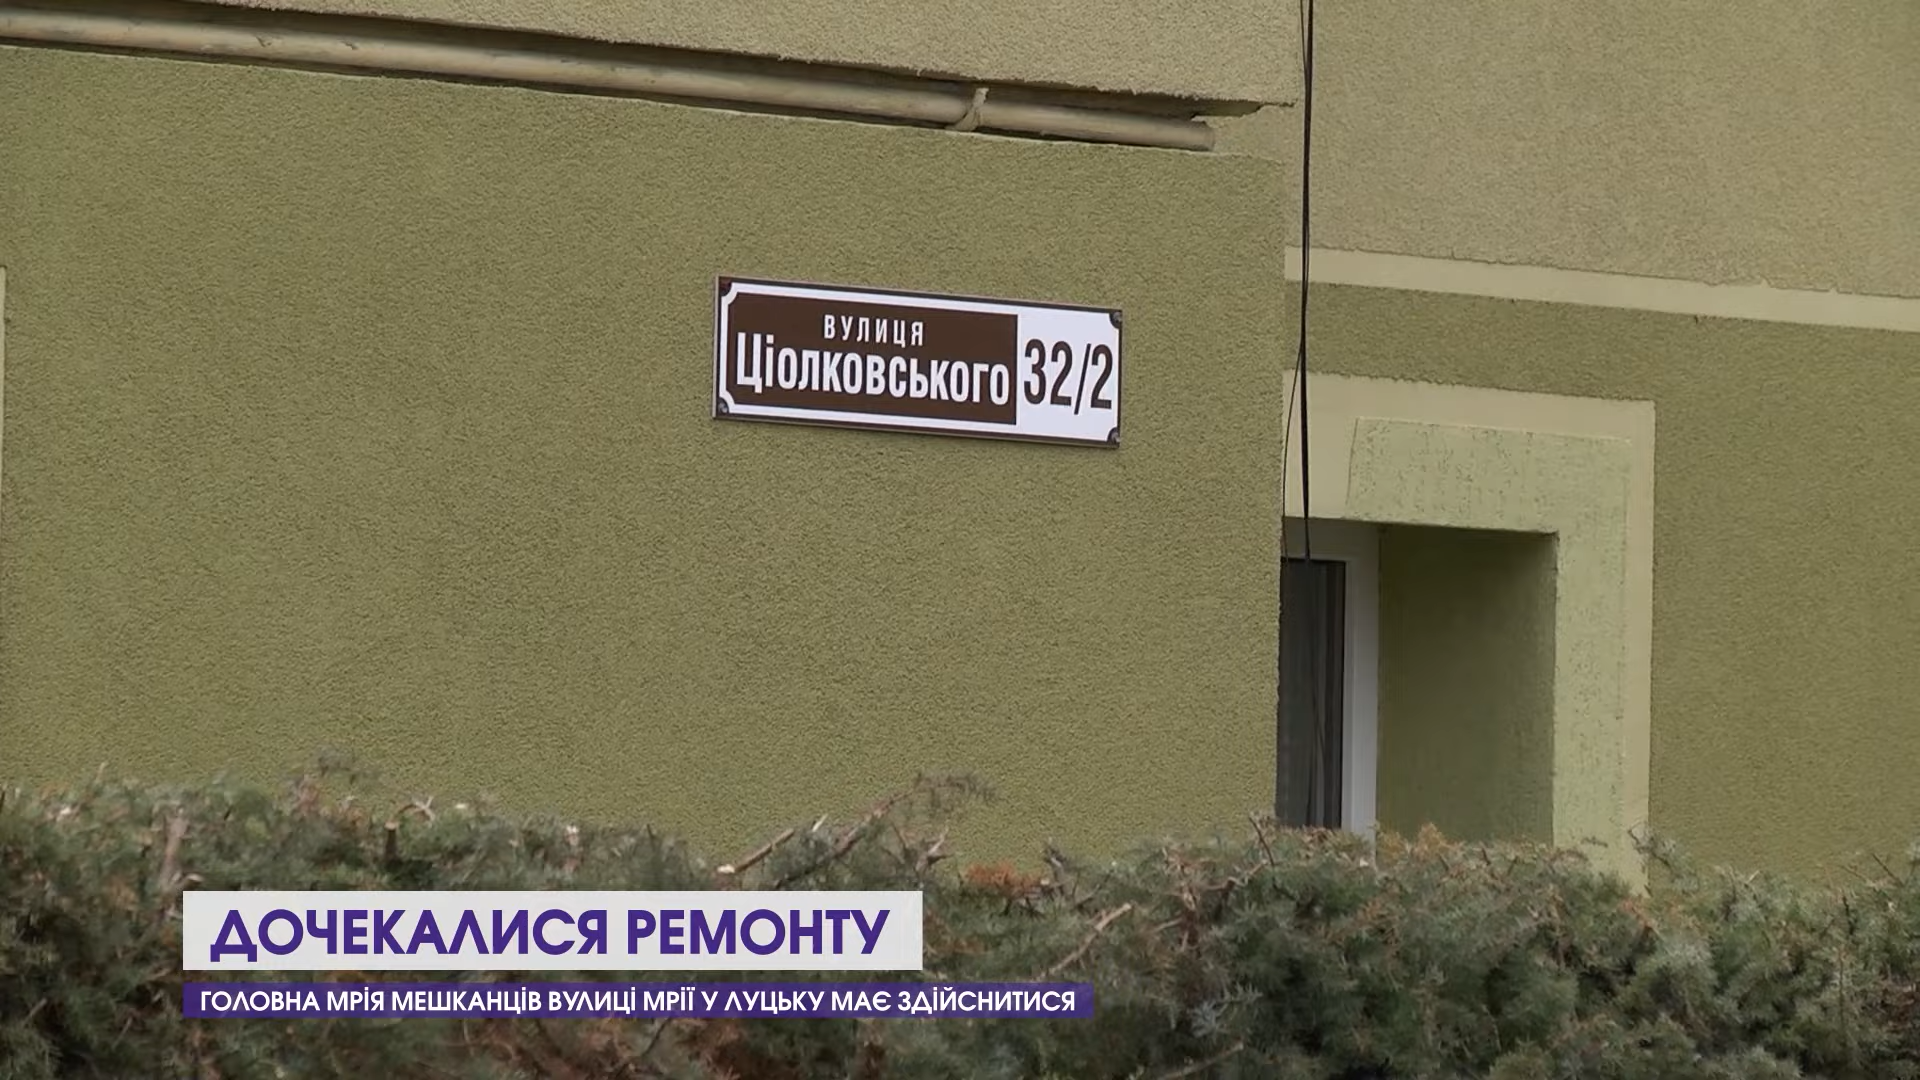 ВУЛИЦЯ
Ціолковського 32/2
ДОЧЕКАЛИСЯ РЕМОНТУ
ГОЛОВНА МРІЯ МЕШКАНЦІВ ВУЛИЦІ МРІЇ У ЛУЦЬКУ МАЄ ЗДІЙСНИТИСЯ